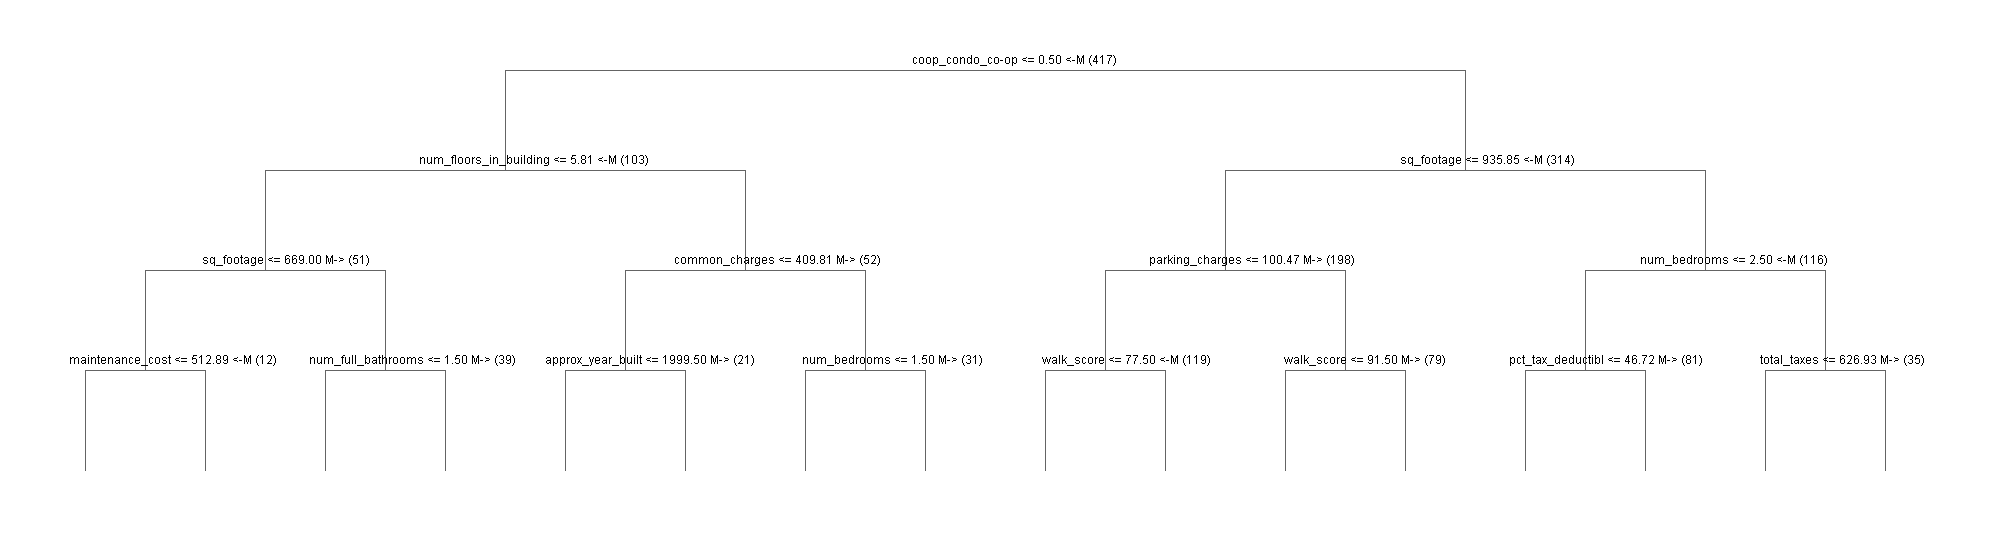 coop_condo_co-op <= 0.50 <-M (417)
num_floors_in_building <= 5.81 <-M (103)
sq_footage <= 935.85 <-M (314)
sq_footage <= 669.00 M-> (51)
common_charges <= 409.81 M-> (52)
parking_charges <= 100.47 M-> (198)
num_bedrooms <= 2.50 <-M (116)
maintenance_cost <= 512.89 <-M (12)
num_full_bathrooms <= 1.50 M-> (39)
approx_year_built <= 1999.50 M-> (21)
num_bedrooms <= 1.50 M-> (31)
walk_score <= 77.50 <-M (119)
walk_score <= 91.50 M-> (79)
pct_tax_deductibl <= 46.72 M-> (81)
total_taxes <= 626.93 M-> (35)